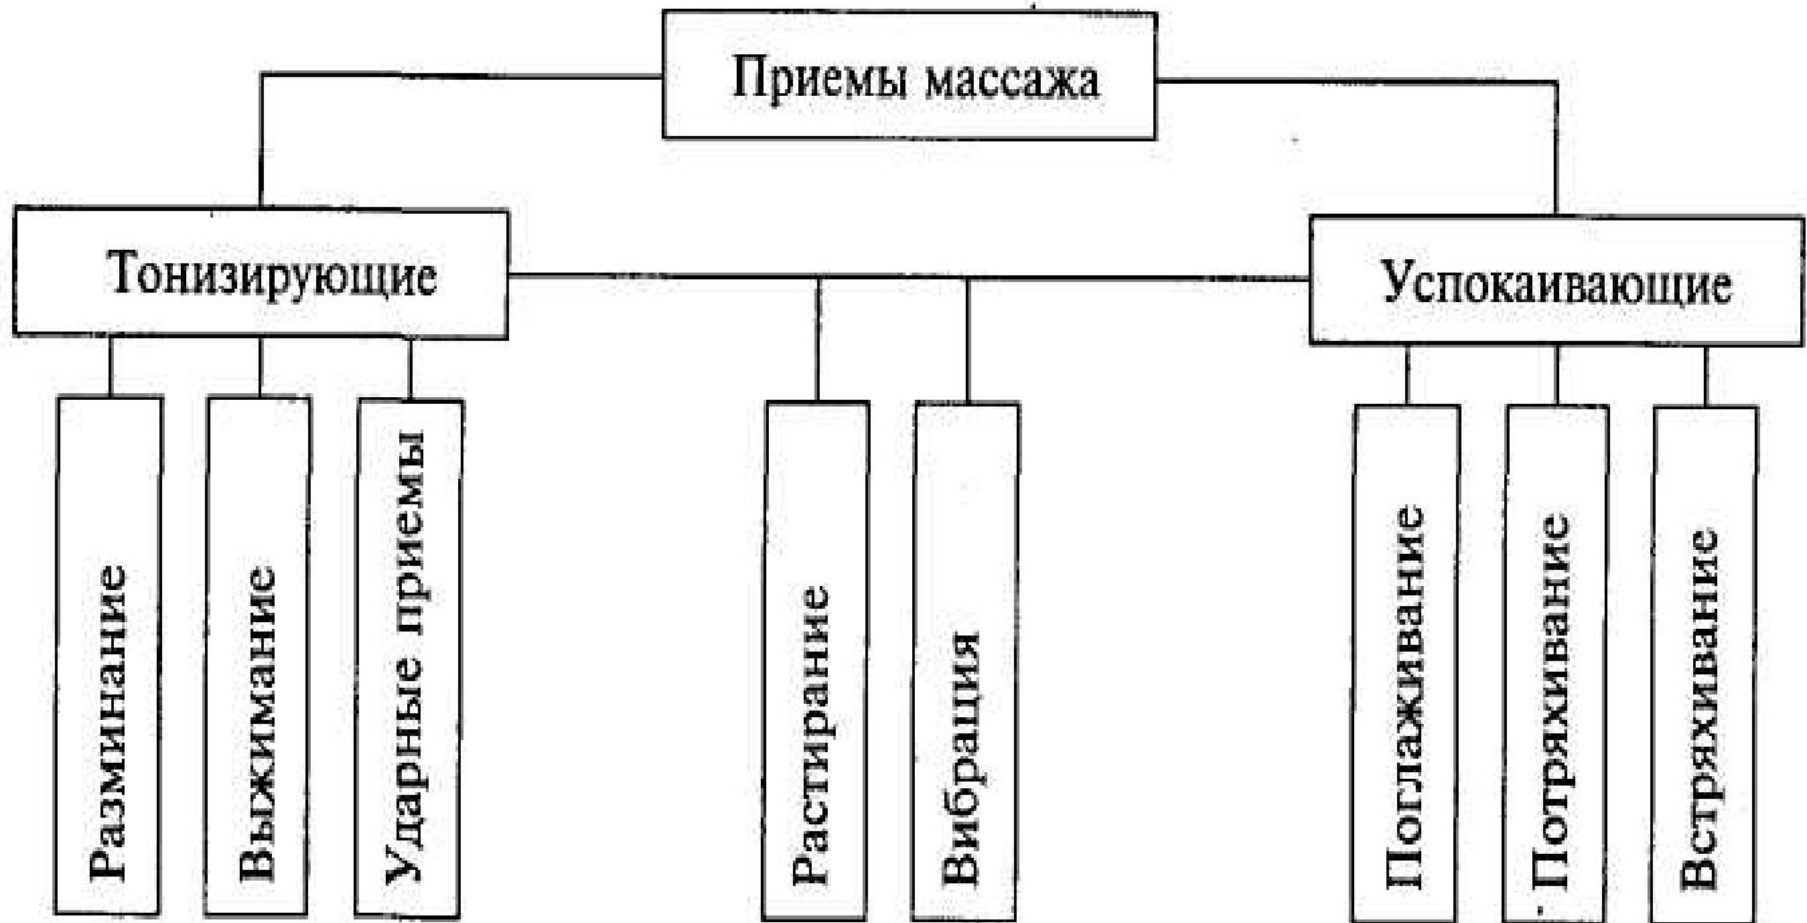 Приемы массажа
Тонизирующие
Успокаивающие
Разминание
Выжимание
Ударные приемы
Растирание
Вибрация
Поглаживание
Потряхивание
Встряхивание